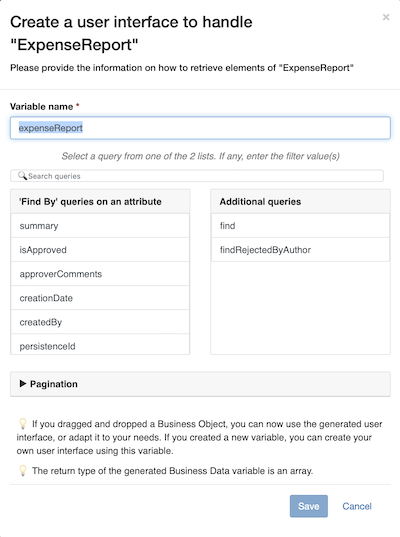 Create a user interface to handle
"ExpenseReport"
×
Please provide the information on how to retrieve elements of "ExpenseReport"
Variable name *
expenseReport
Select a query from one of the 2 lists. If any, enter the filter value(s)
Search queries
'Find By' queries on an attribute
summary
isApproved
approverComments
creationDate
createdBy
persistenceId
Additional queries
find
findRejectedByAuthor
Pagination
If you dragged and dropped a Business Object, you can now use the generated user
interface, or adapt it to your needs. If you created a new variable, you can create your
own user interface using this variable.
The return type of the generated Business Data variable is an array.
Save
Cancel